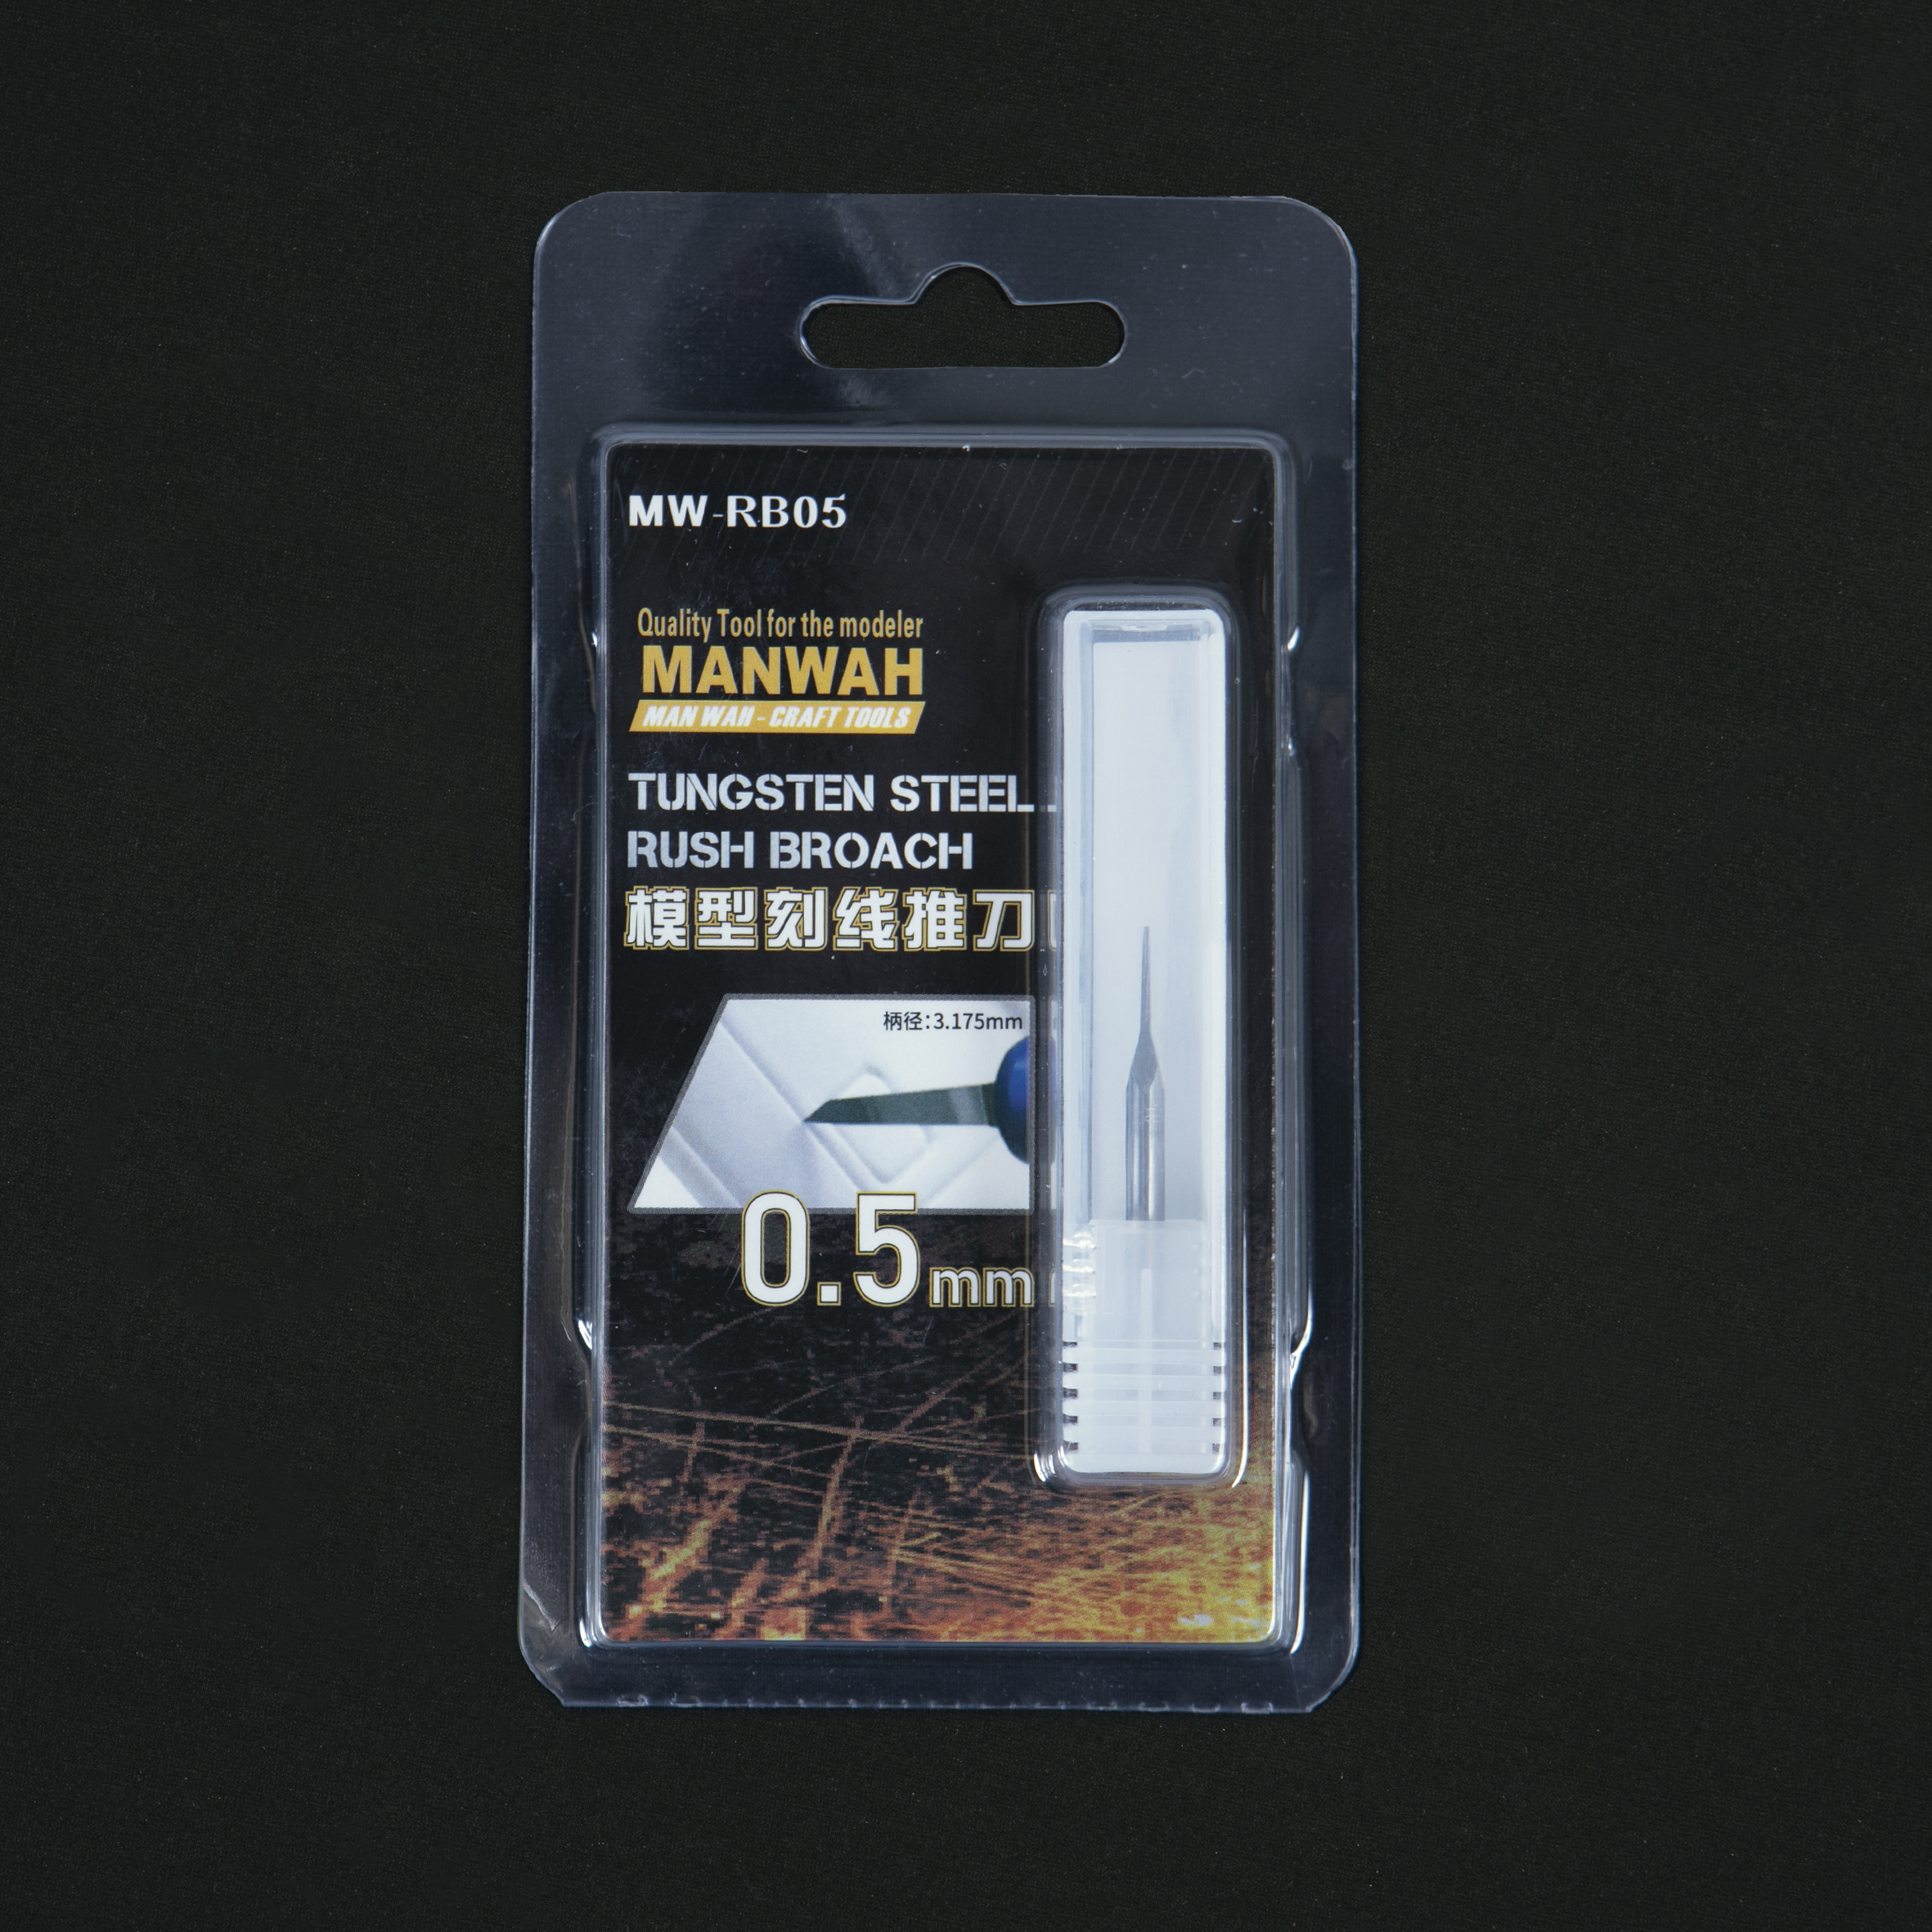 MW-RB05
Quality Tool for the modeler
MANWAH
MAN WAH - CRAFT TOOLS
TUNGSTEN STEEL
RUSH BROACH
模型刻线推刀
柄径:3.175mm
0.5mm